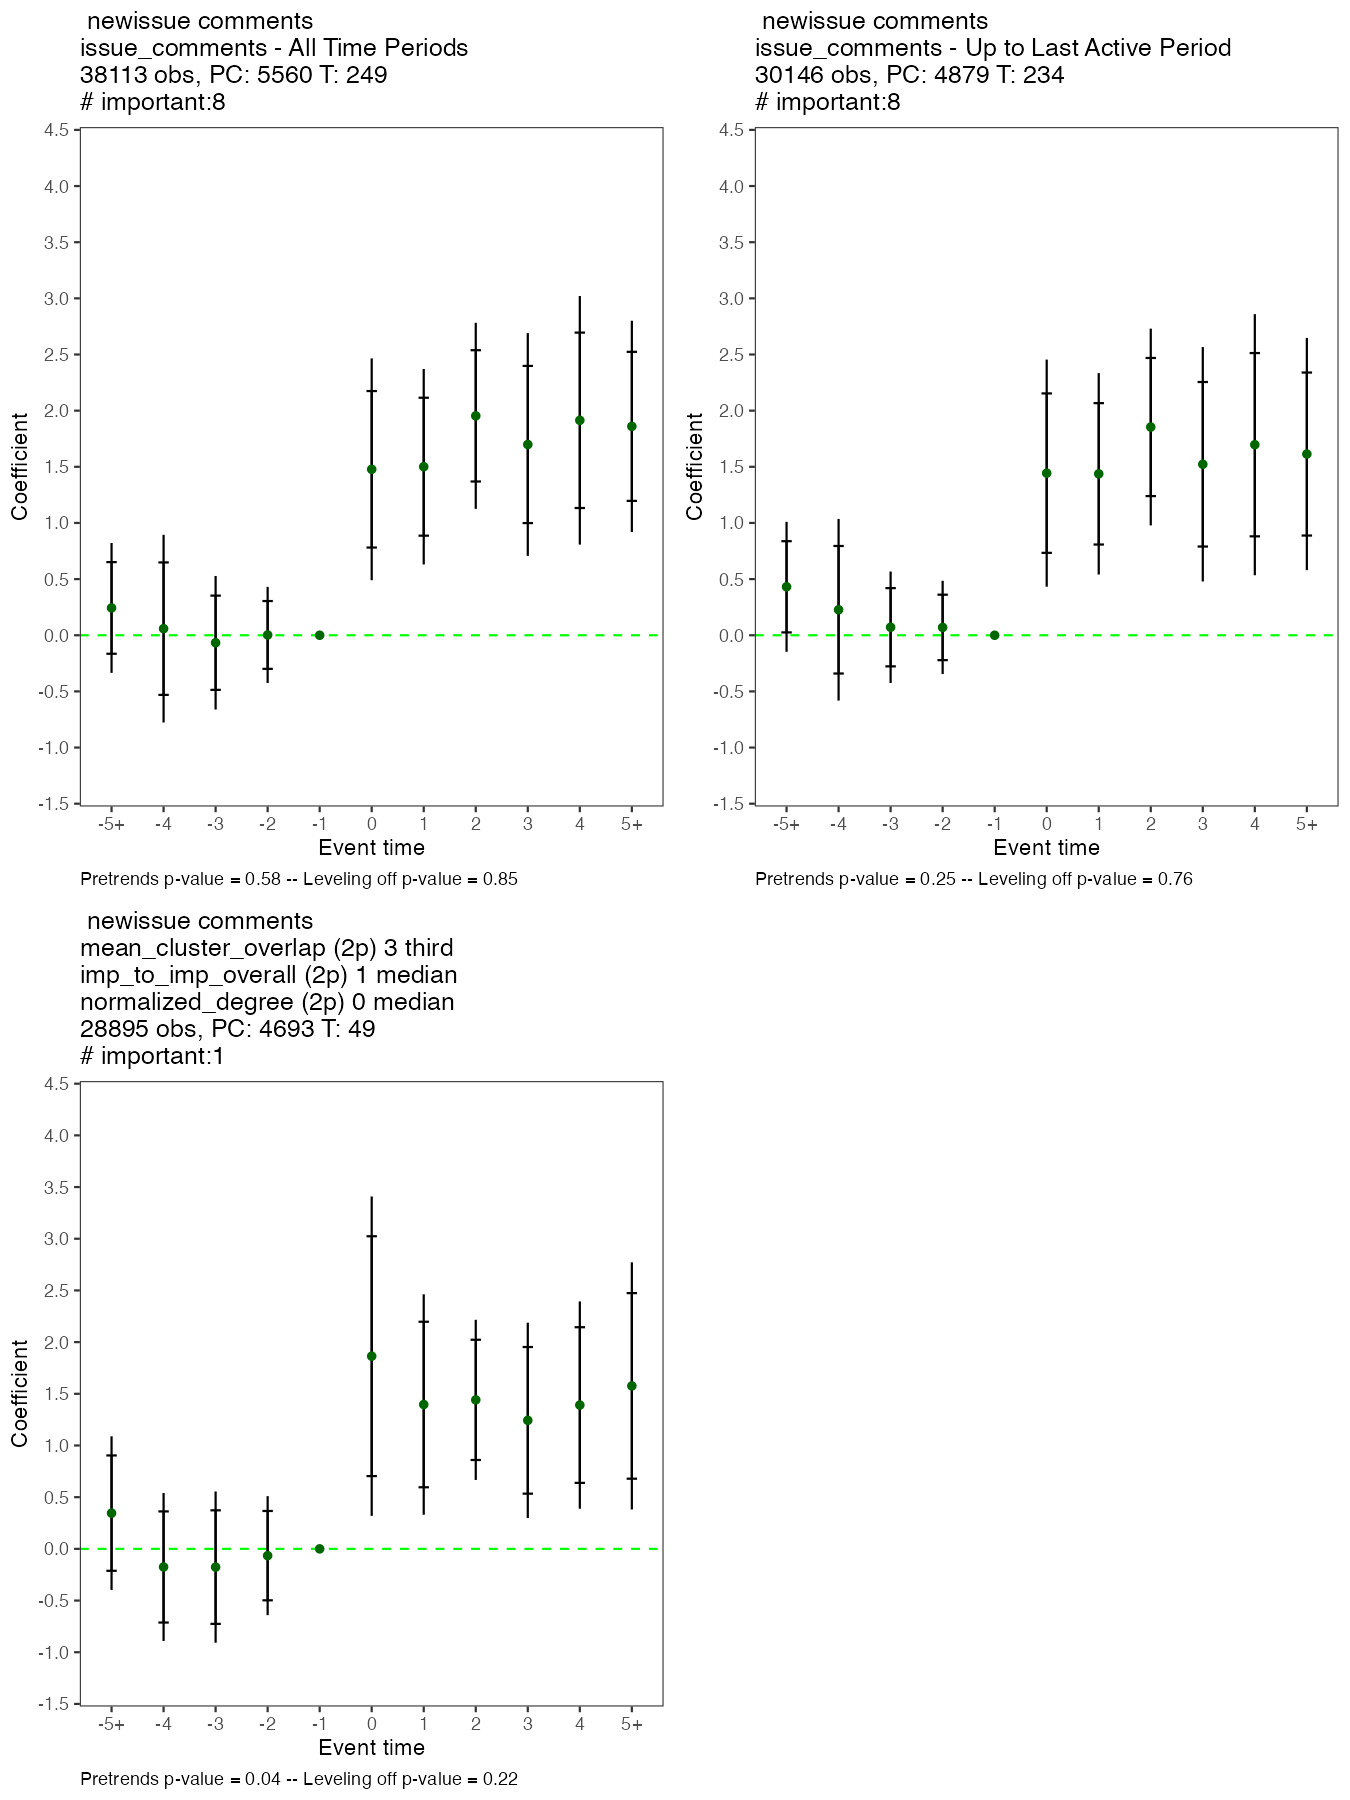 newissue comments
issue_comments - All Time Periods
38113 obs, PC: 5560 T: 249
# important:8
4.5
4.0
3.5
3.0
2.5
2.0
1.5
1.0
0.5
0.0
-0.5
-1.0
-1.5
Coefficient
-5+ -4 -3 -2 -1 0 1 2 3 4 5+
Event time
Pretrends p-value = 0.58 -- Leveling off p-value = 0.85
newissue comments
issue_comments - Up to Last Active Period
30146 obs, PC: 4879 T: 234
# important:8
4.5
4.0
3.5
3.0
2.5
2.0
1.5
1.0
0.5
0.0
-0.5
-1.0
-1.5
Coefficient
-5+ -4 -3 -2 -1 0 1 2 3 4 5+
Event time
Pretrends p-value = 0.25 -- Leveling off p-value = 0.76
newissue comments
mean_cluster_overlap (2p) 3 third
imp_to_imp_overall (2p) 1 median
normalized_degree (2p) 0 median
28895 obs, PC: 4693 T: 49
# important:1
4.5
4.0
3.5
3.0
2.5
2.0
1.5
1.0
0.5
0.0
-0.5
-1.0
-1.5
Coefficient
-5+ -4 -3 -2 -1 0 1 2 3 4 5+
Event time
Pretrends p-value = 0.04 -- Leveling off p-value = 0.22